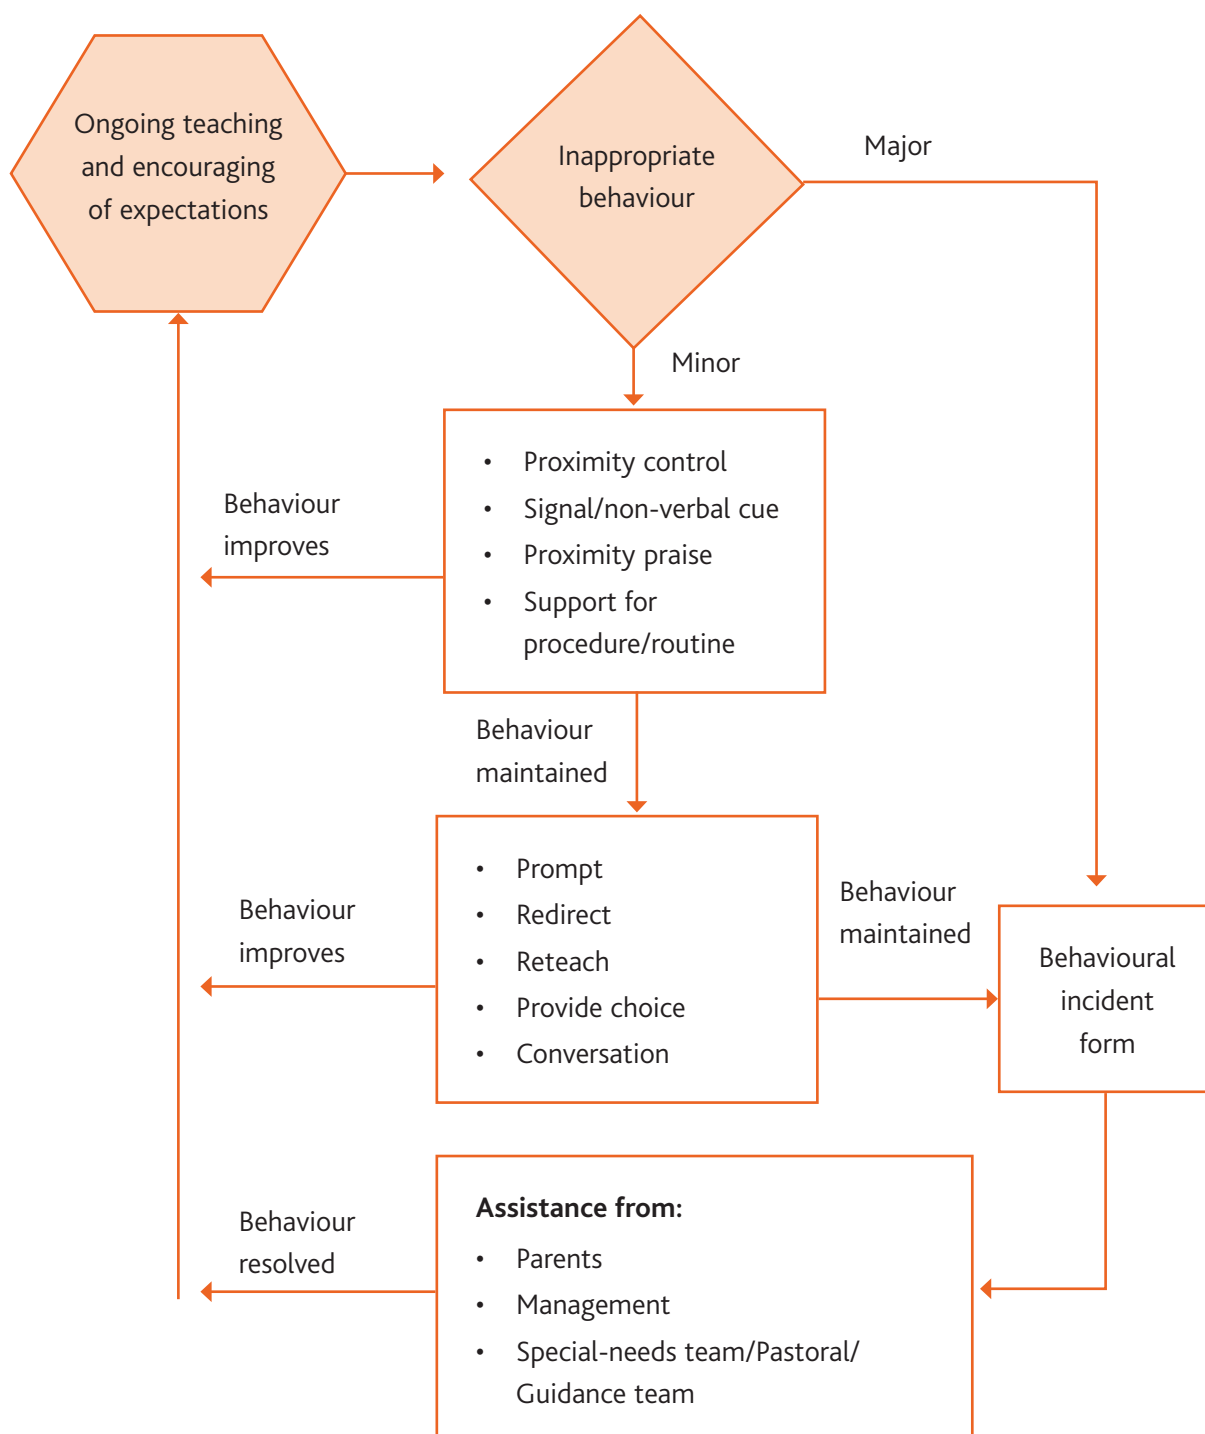 Ongoing teaching
and encouraging
of expectations
Inappropriate
behaviour
Major
Minor
• Proximity control
• Signal/non-verbal cue
• Proximity praise
• Support for
procedure/routine
Behaviour
improves
Behaviour
maintained
• Prompt
• Redirect
• Reteach
• Provide choice
• Conversation
Behaviour
improves
Behaviour
maintained
Behavioural
incident
form
Assistance from:
• Parents
• Management
• Special-needs team/Pastoral/
Guidance team
Behaviour
resolved